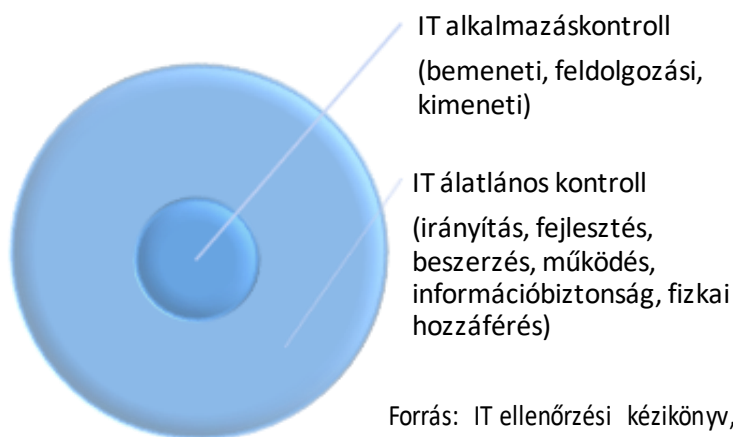 IT alkalmazáskontroll
(bemeneti, feldolgozási,
kimeneti)
IT álatlános kontroll
(irányítás, fejlesztés,
beszerzés, működés,
információbiztonság, fizkai
hozzáférés)
Forrás: IT ellenőrzési kézikönyv,